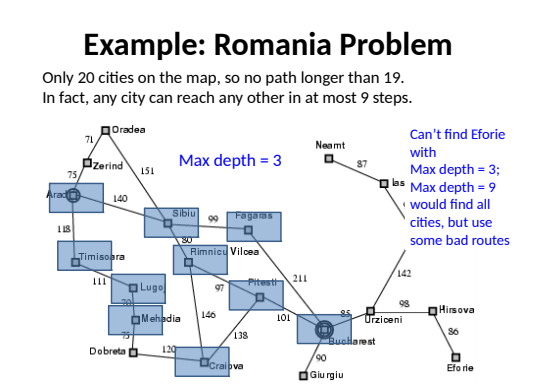 Example: Romania Problem
Only 20 cities on the map, so no path longer than 19.
In fact, any city can reach any other in at most 9 steps.
Max depth = 3
Can't find Eforie
with
Max depth = 3;
Max depth = 9
would find all
cities, but use
some bad routes
Oradea
71
Zerind
75
151
Arad
140
118
Sibiu
99
Fagaras
80
Timisoara
Rimnicu Vilcea
111
Lugoj
97
Pitesti
211
70
Mehadia
146
101
85
75
138
Bucharest
Dobreta
120
Craiova
90
Giurgiu
Neamt
87
Ias
142
Urziceni
98
Hirsova
86
Eforie